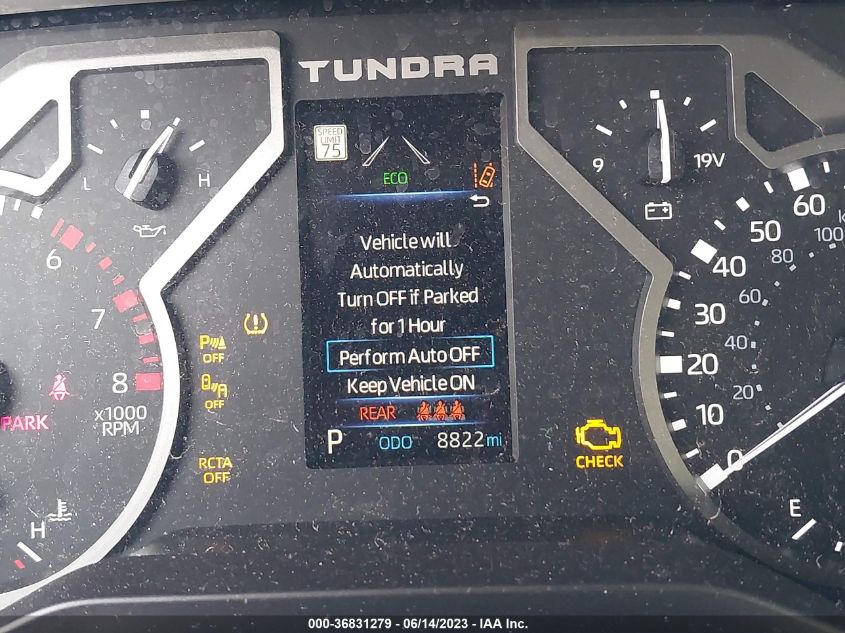 TUNDRA
SPEED
LIMIT
75
ECO
L
H
9
19V
Vehicle will
Automatically
Turn OFF if Parked
for 1 Hour
Perform Auto OFF
Keep Vehicle ON
REAR
P
ODO
8822 mi
6
7
8
x1000
RPM
PARK
P
OFF
OFF
RCTA
OFF
H
CHECK
60
50
40
30
20
10
0
100
80
60
40
20
E
000-36831279 - 06/14/2023 - IAA Inc.